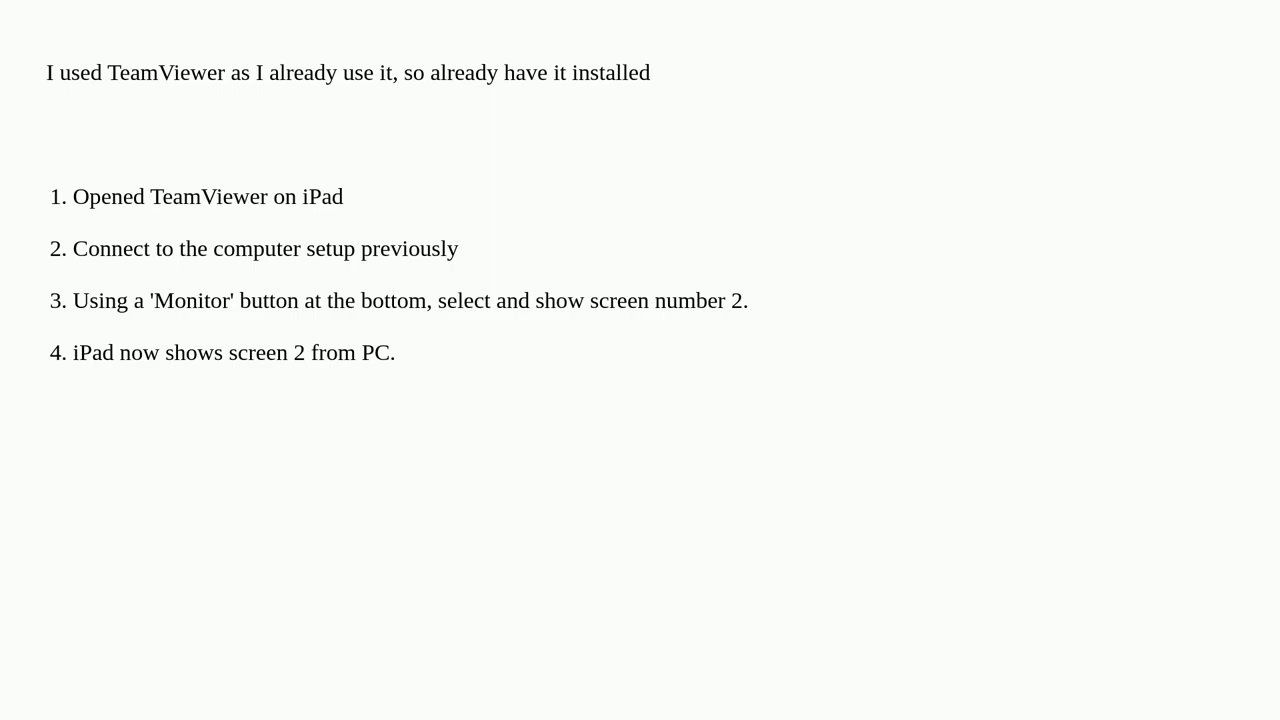 I used TeamViewer as I already use it, so already have it installed
1. Opened TeamViewer on iPad
2. Connect to the computer setup previously
3. Using a 'Monitor' button at the bottom, select and show screen number 2.
4. iPad now shows screen 2 from PC.